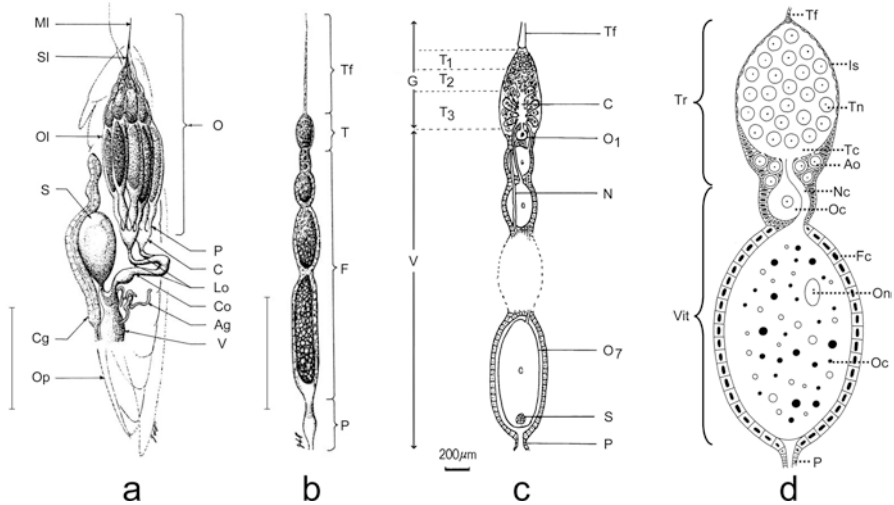 Ml
Sl
Ol
S
Cg
Op
O
P
C
Lo
Co
Ag
V
a
Tf
T
F
P
b
G
V
T1
T2
T3
Tf
C
O1
N
O7
S
P
200μm
c
Tr
Vit
Tf
Is
Tn
Tc
Ao
Nc
Oc
Fc
On
Oc
P
d